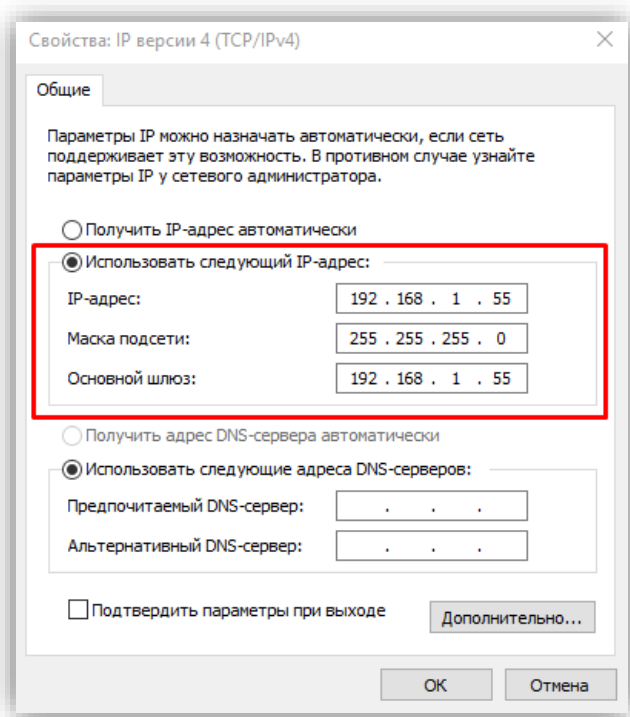 Свойства: IP версии 4 (TCP/IPv4)
Общие
Параметры IP можно назначать автоматически, если сеть
поддерживает эту возможность. В противном случае узнайте
параметры IP у сетевого администратора.
Получить IP-адрес автоматически
Использовать следующий IP-адрес:
IP-адрес: 192 . 168 . 1 . 55
Маска подсети: 255 . 255 . 255 . 0
Основной шлюз: 192 . 168 . 1 . 55
Получить адрес DNS-сервера автоматически
Использовать следующие адреса DNS-серверов:
Предпочитаемый DNS-сервер: . . .
Альтернативный DNS-сервер: . . .
Подтвердить параметры при выходе Дополнительно...
ОК Отмена